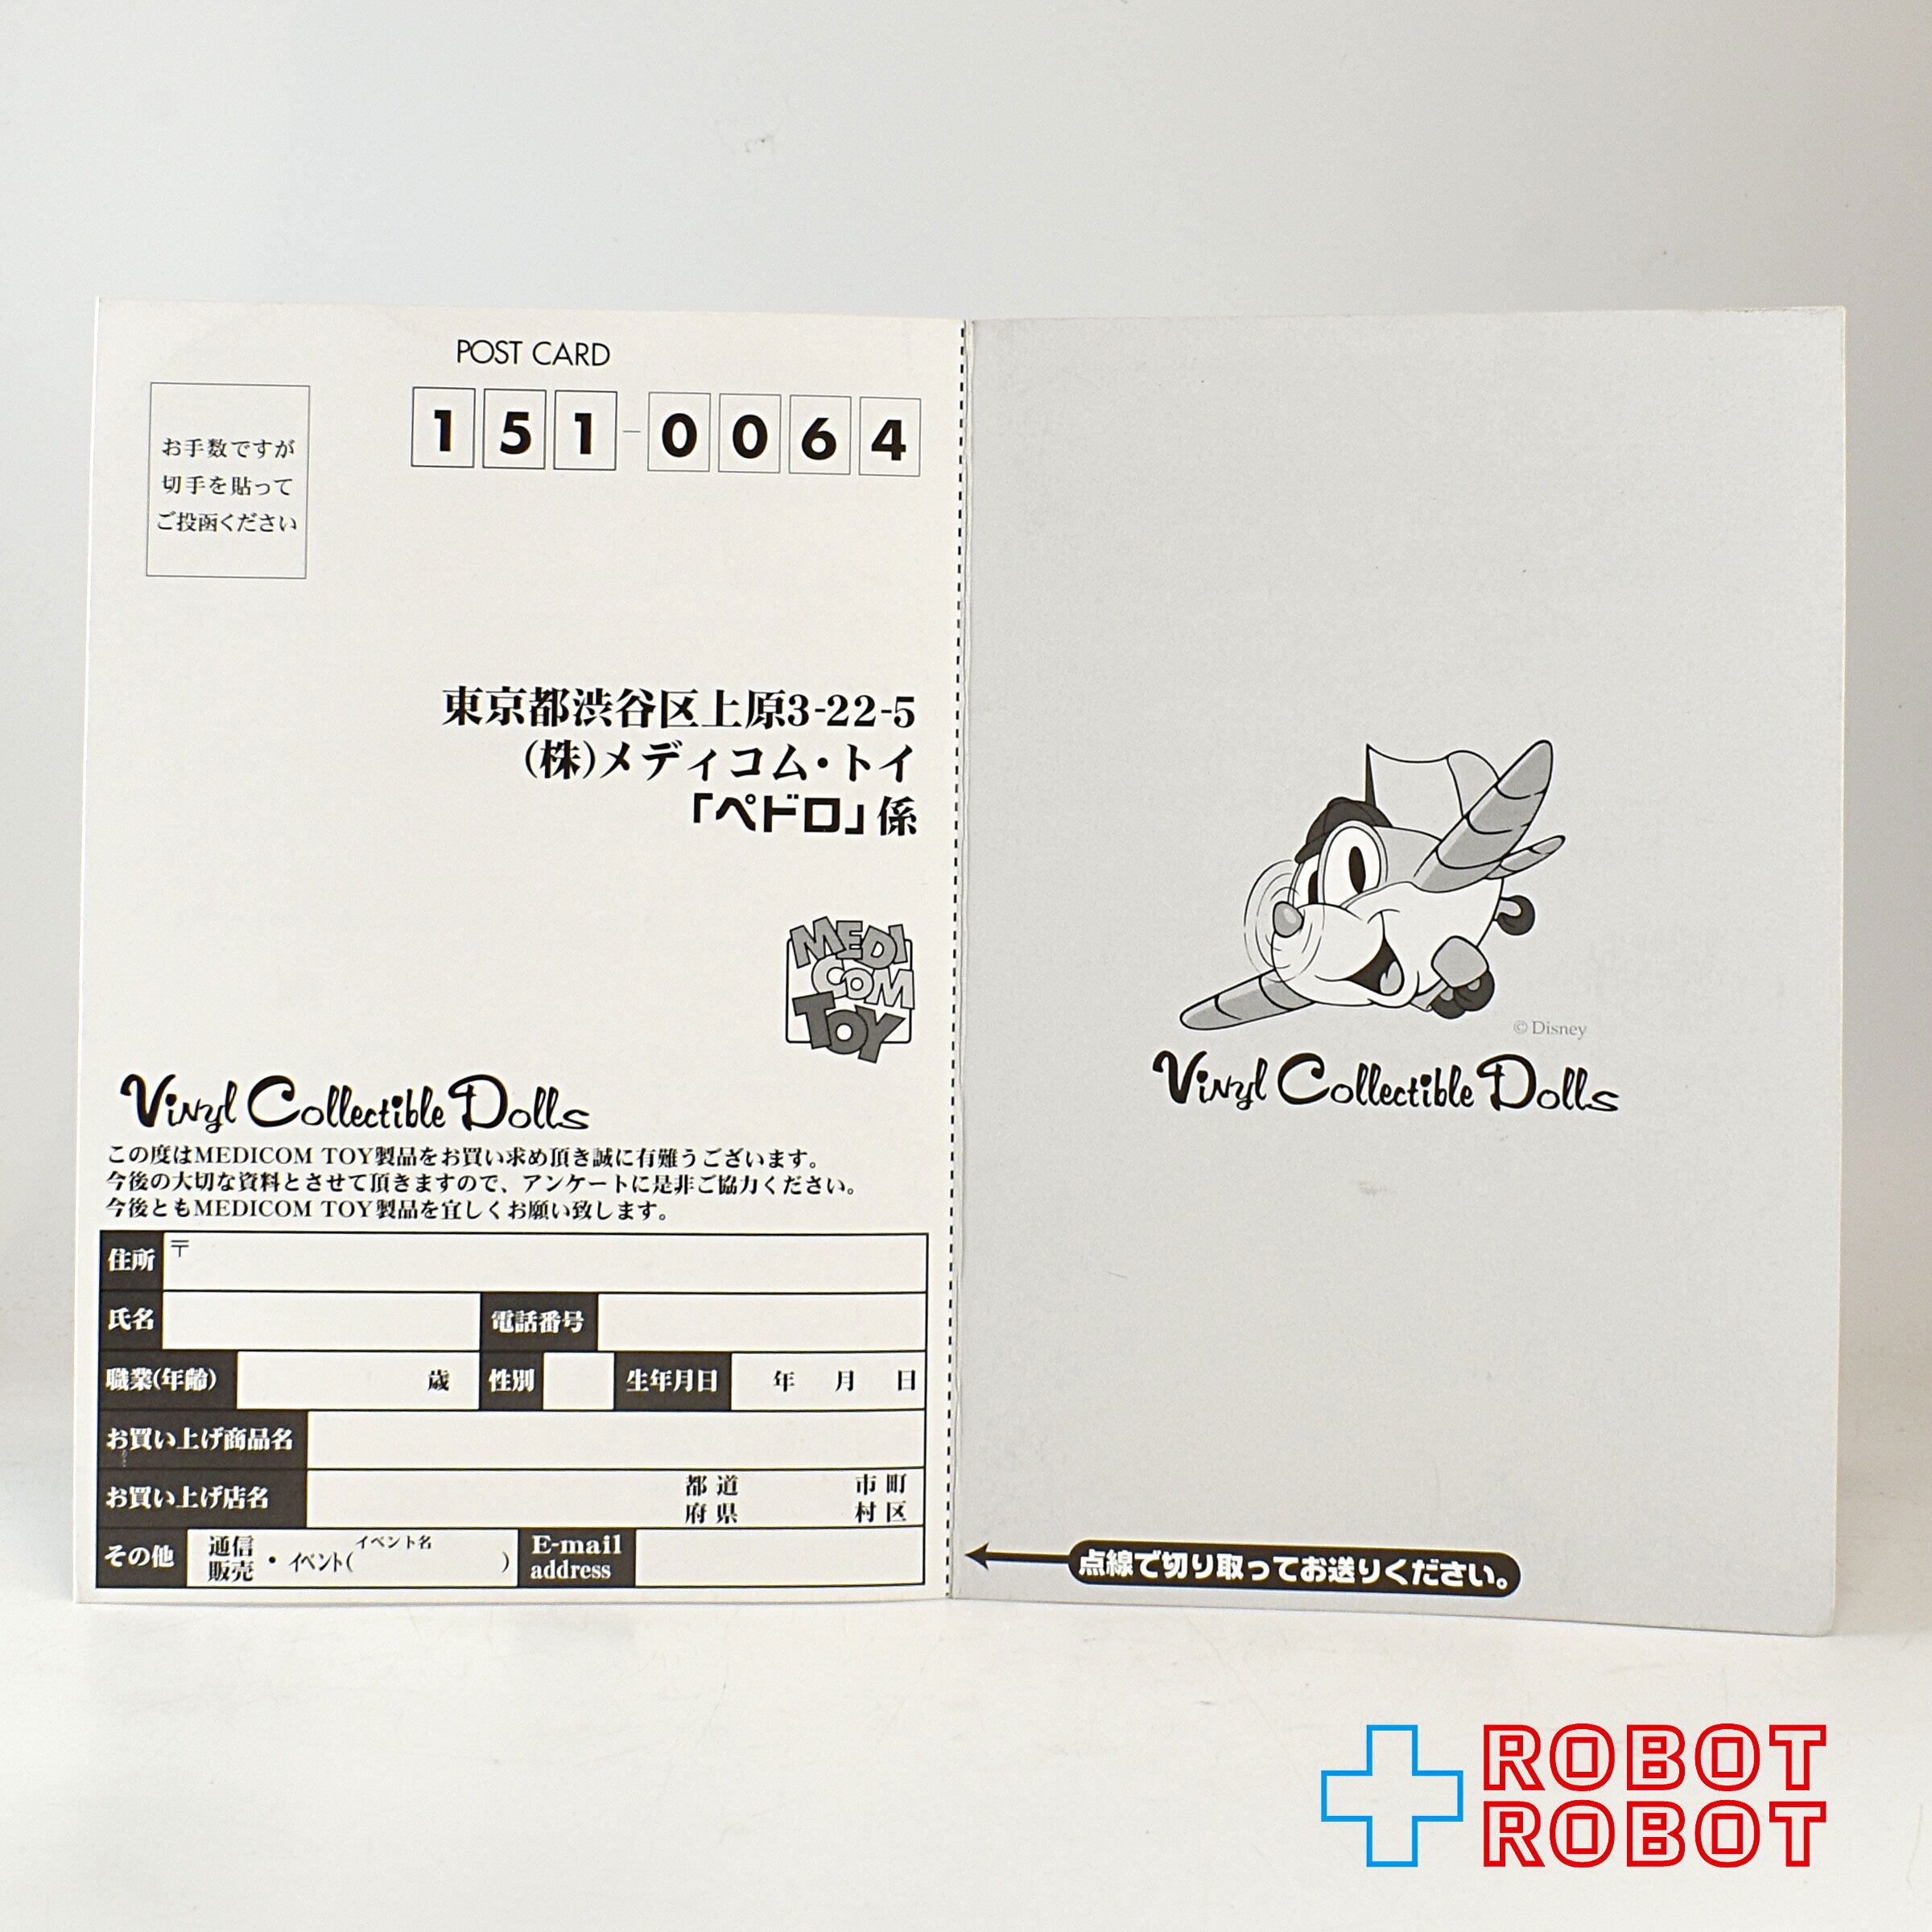 POST CARD
151-0064
お手数ですが
切手を貼って
ご投函ください
東京都渋谷区上原3-22-5
(株)メディコム・トイ
「ペドロ」係
MEDI
COM
TOY
Vinyl Collectible Dolls
この度はMEDICOM TOY製品をお買い求め頂き誠に有難うございます。
今後の大切な資料とさせて頂きますので、アンケートに是非ご協力ください。
今後ともMEDICOM TOY製品を宜しくお願い致します。
住所 〒
氏名 電話番号
職業(年齢) 歳 性別 生年月日 年 月 日
お買い上げ商品名
お買い上げ店名 都道 市町
府県 村区
その他 通信 ・ イベント( イベント名 ) E-mail
販売 address
© Disney
Vinyl Collectible Dolls
点線で切り取ってお送りください。
ROBOT
ROBOT